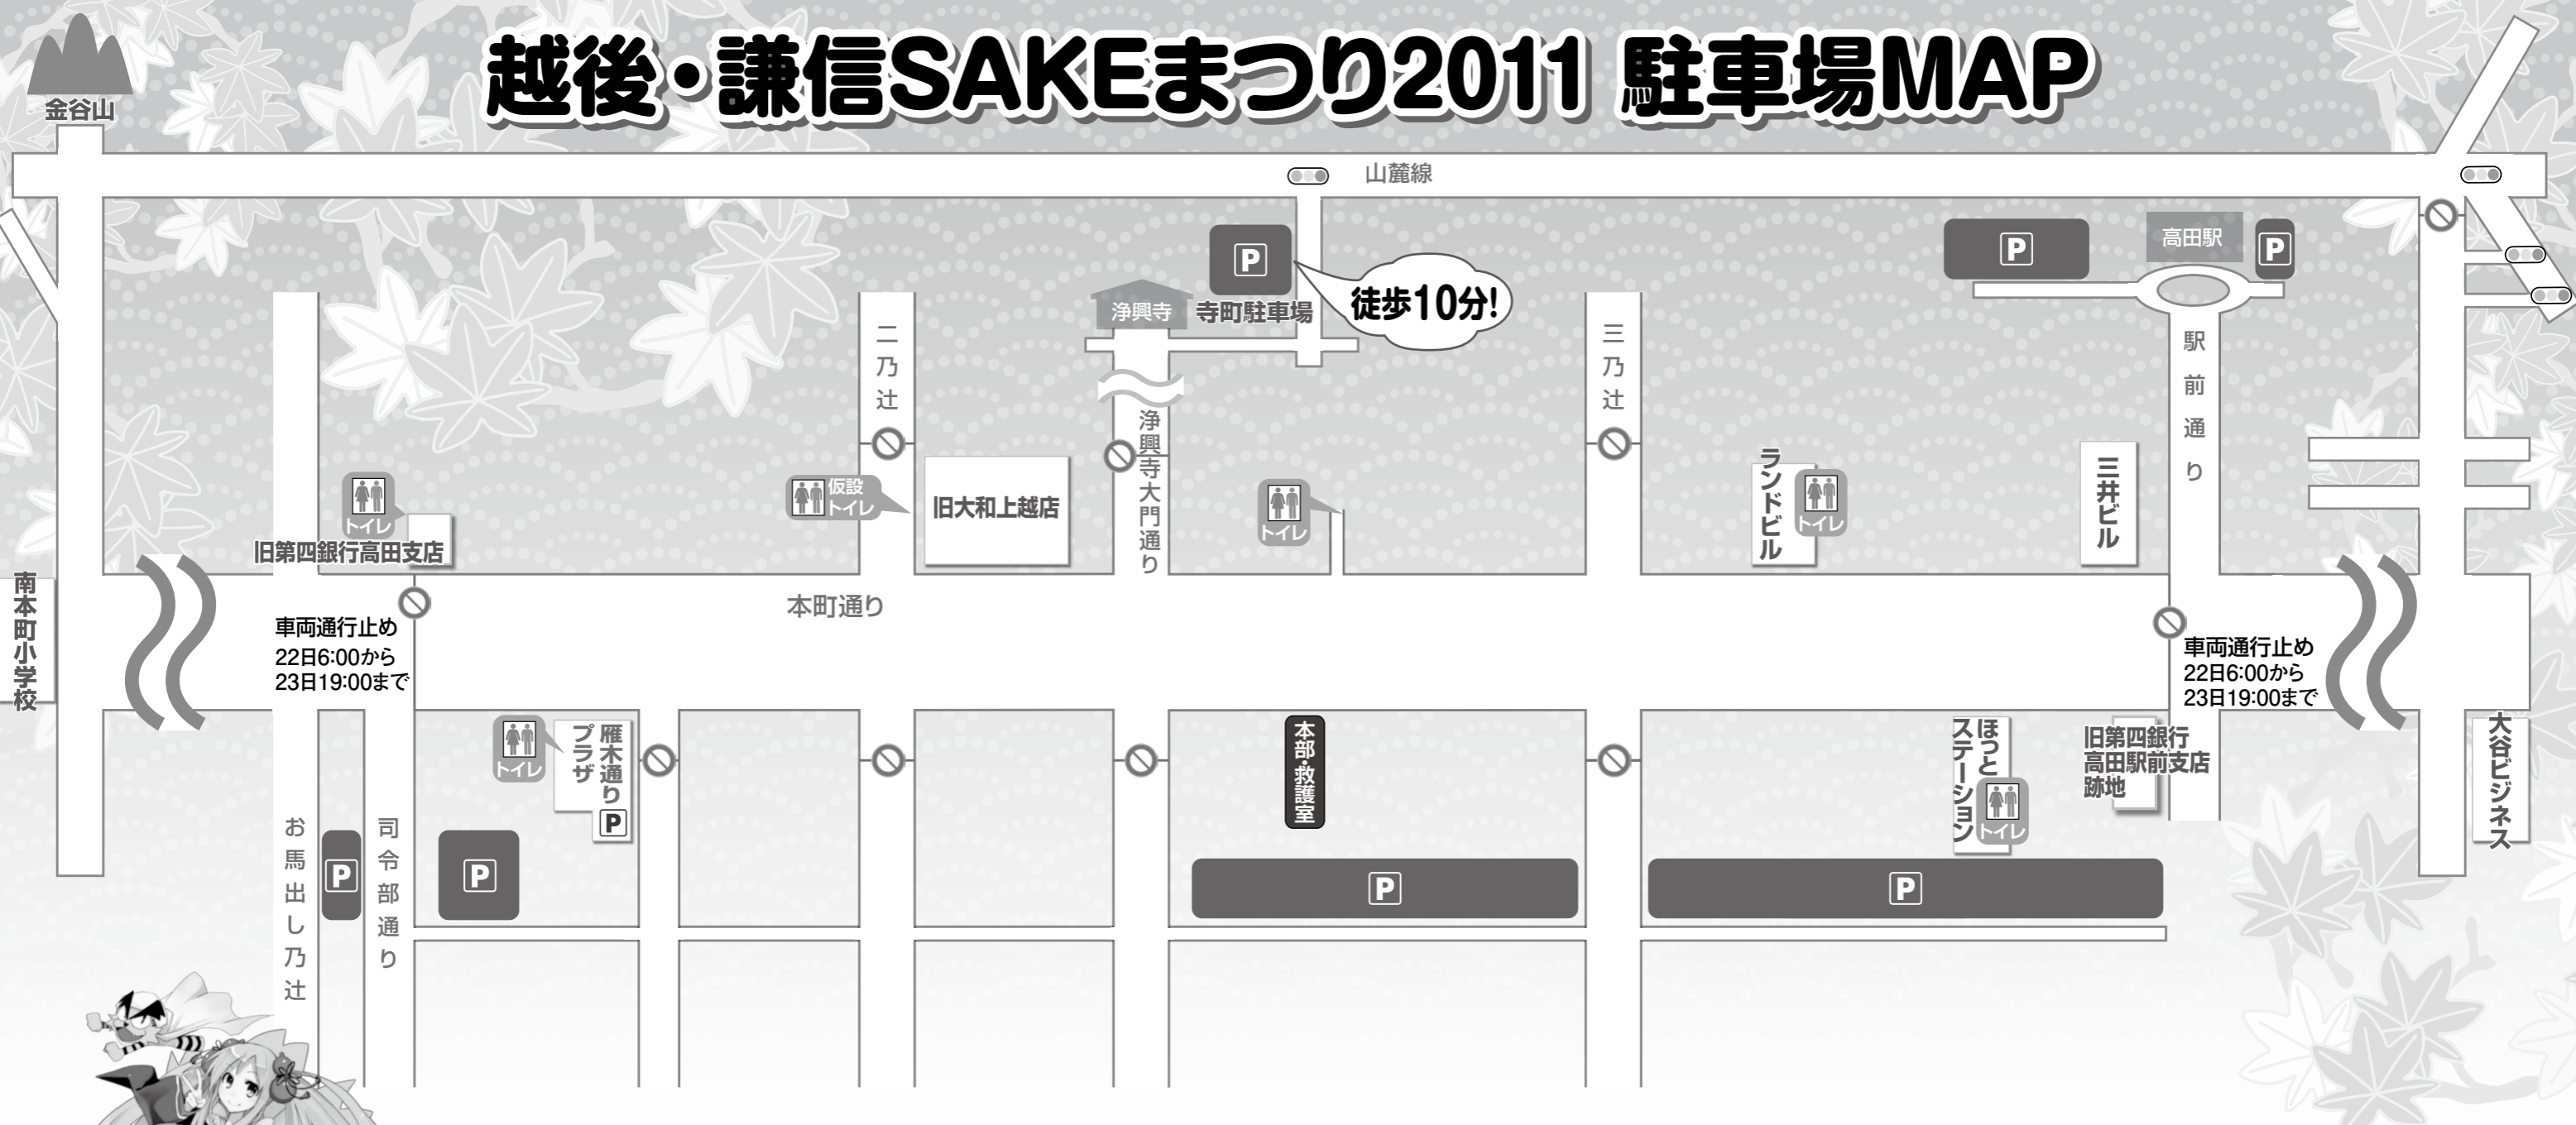 越後・謙信SAKEまつり2011 駐車場MAP
金谷山
山麓線
P
寺町駐車場
徒歩10分!
浄興寺
P
高田駅
P
二乃辻
三乃辻
駅前通り
浄興寺大門通り
トイレ
旧第四銀行高田支店
仮設
トイレ
旧大和上越店
トイレ
ランドビル
トイレ
三井ビル
南本町小学校
本町通り
車両通行止め
22日6:00から
23日19:00まで
車両通行止め
22日6:00から
23日19:00まで
トイレ
雁木通り
プラザ
P
本部・救護室
ほっと
ステーション
トイレ
旧第四銀行
高田駅前支店
跡地
大谷ビジネス
お馬出し乃辻
P
司令部通り
P
P
P